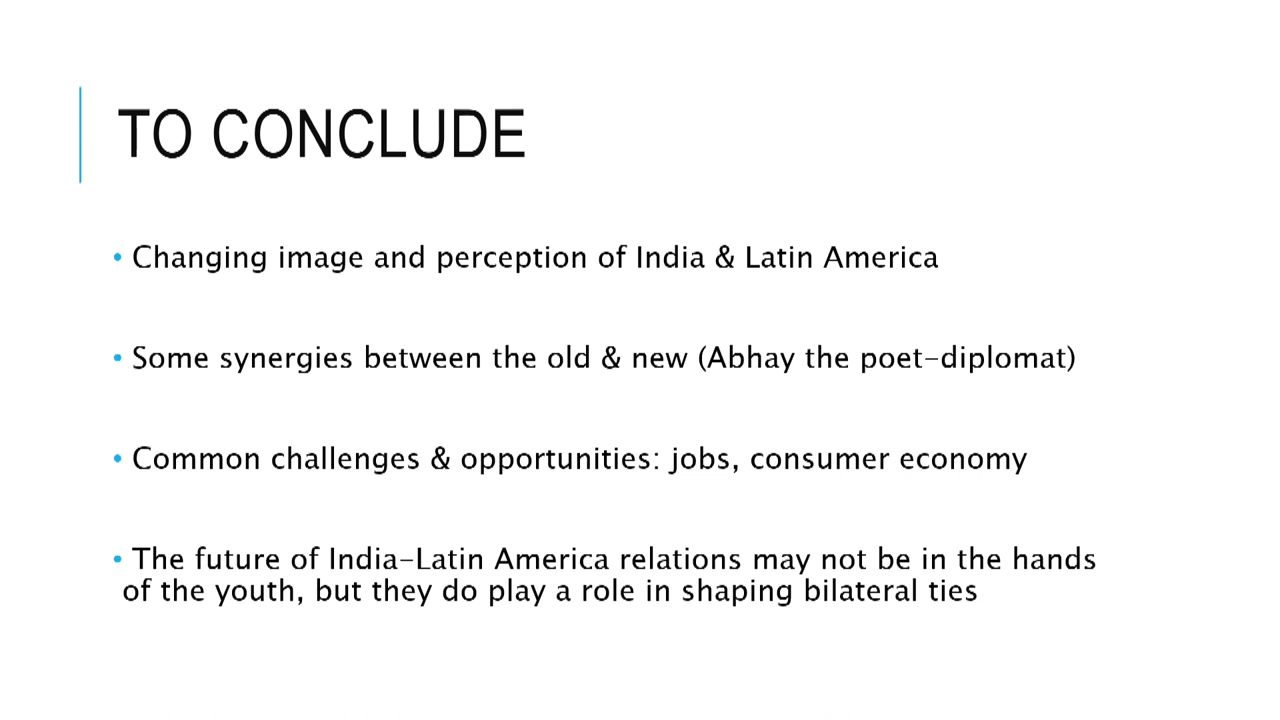 TO CONCLUDE
• Changing image and perception of India & Latin America
• Some synergies between the old & new (Abhay the poet-diplomat)
• Common challenges & opportunities: jobs, consumer economy
• The future of India-Latin America relations may not be in the hands
of the youth, but they do play a role in shaping bilateral ties